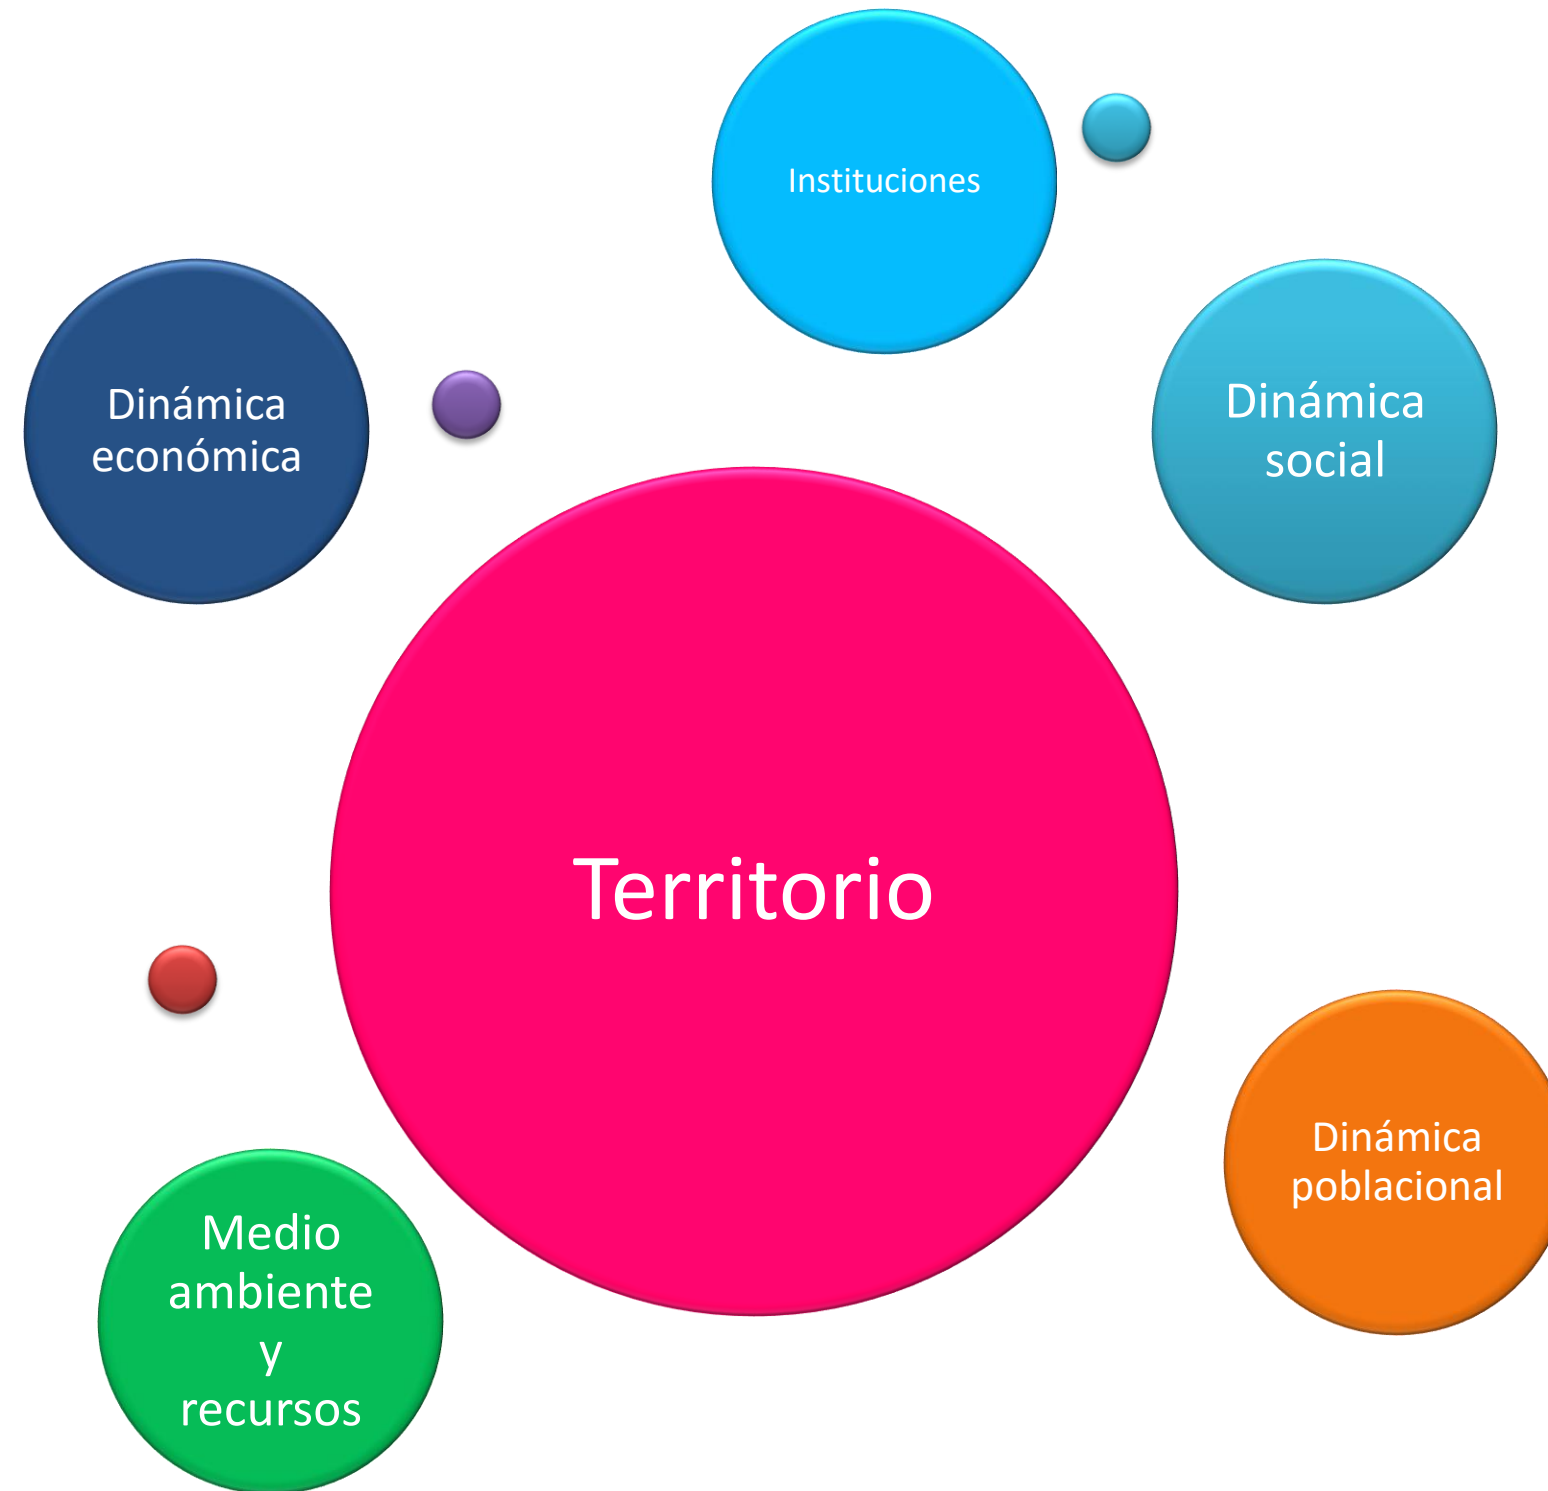 Instituciones
Dinámica
económica
Dinámica
social
Territorio
Dinámica
poblacional
Medio
ambiente
y
recursos